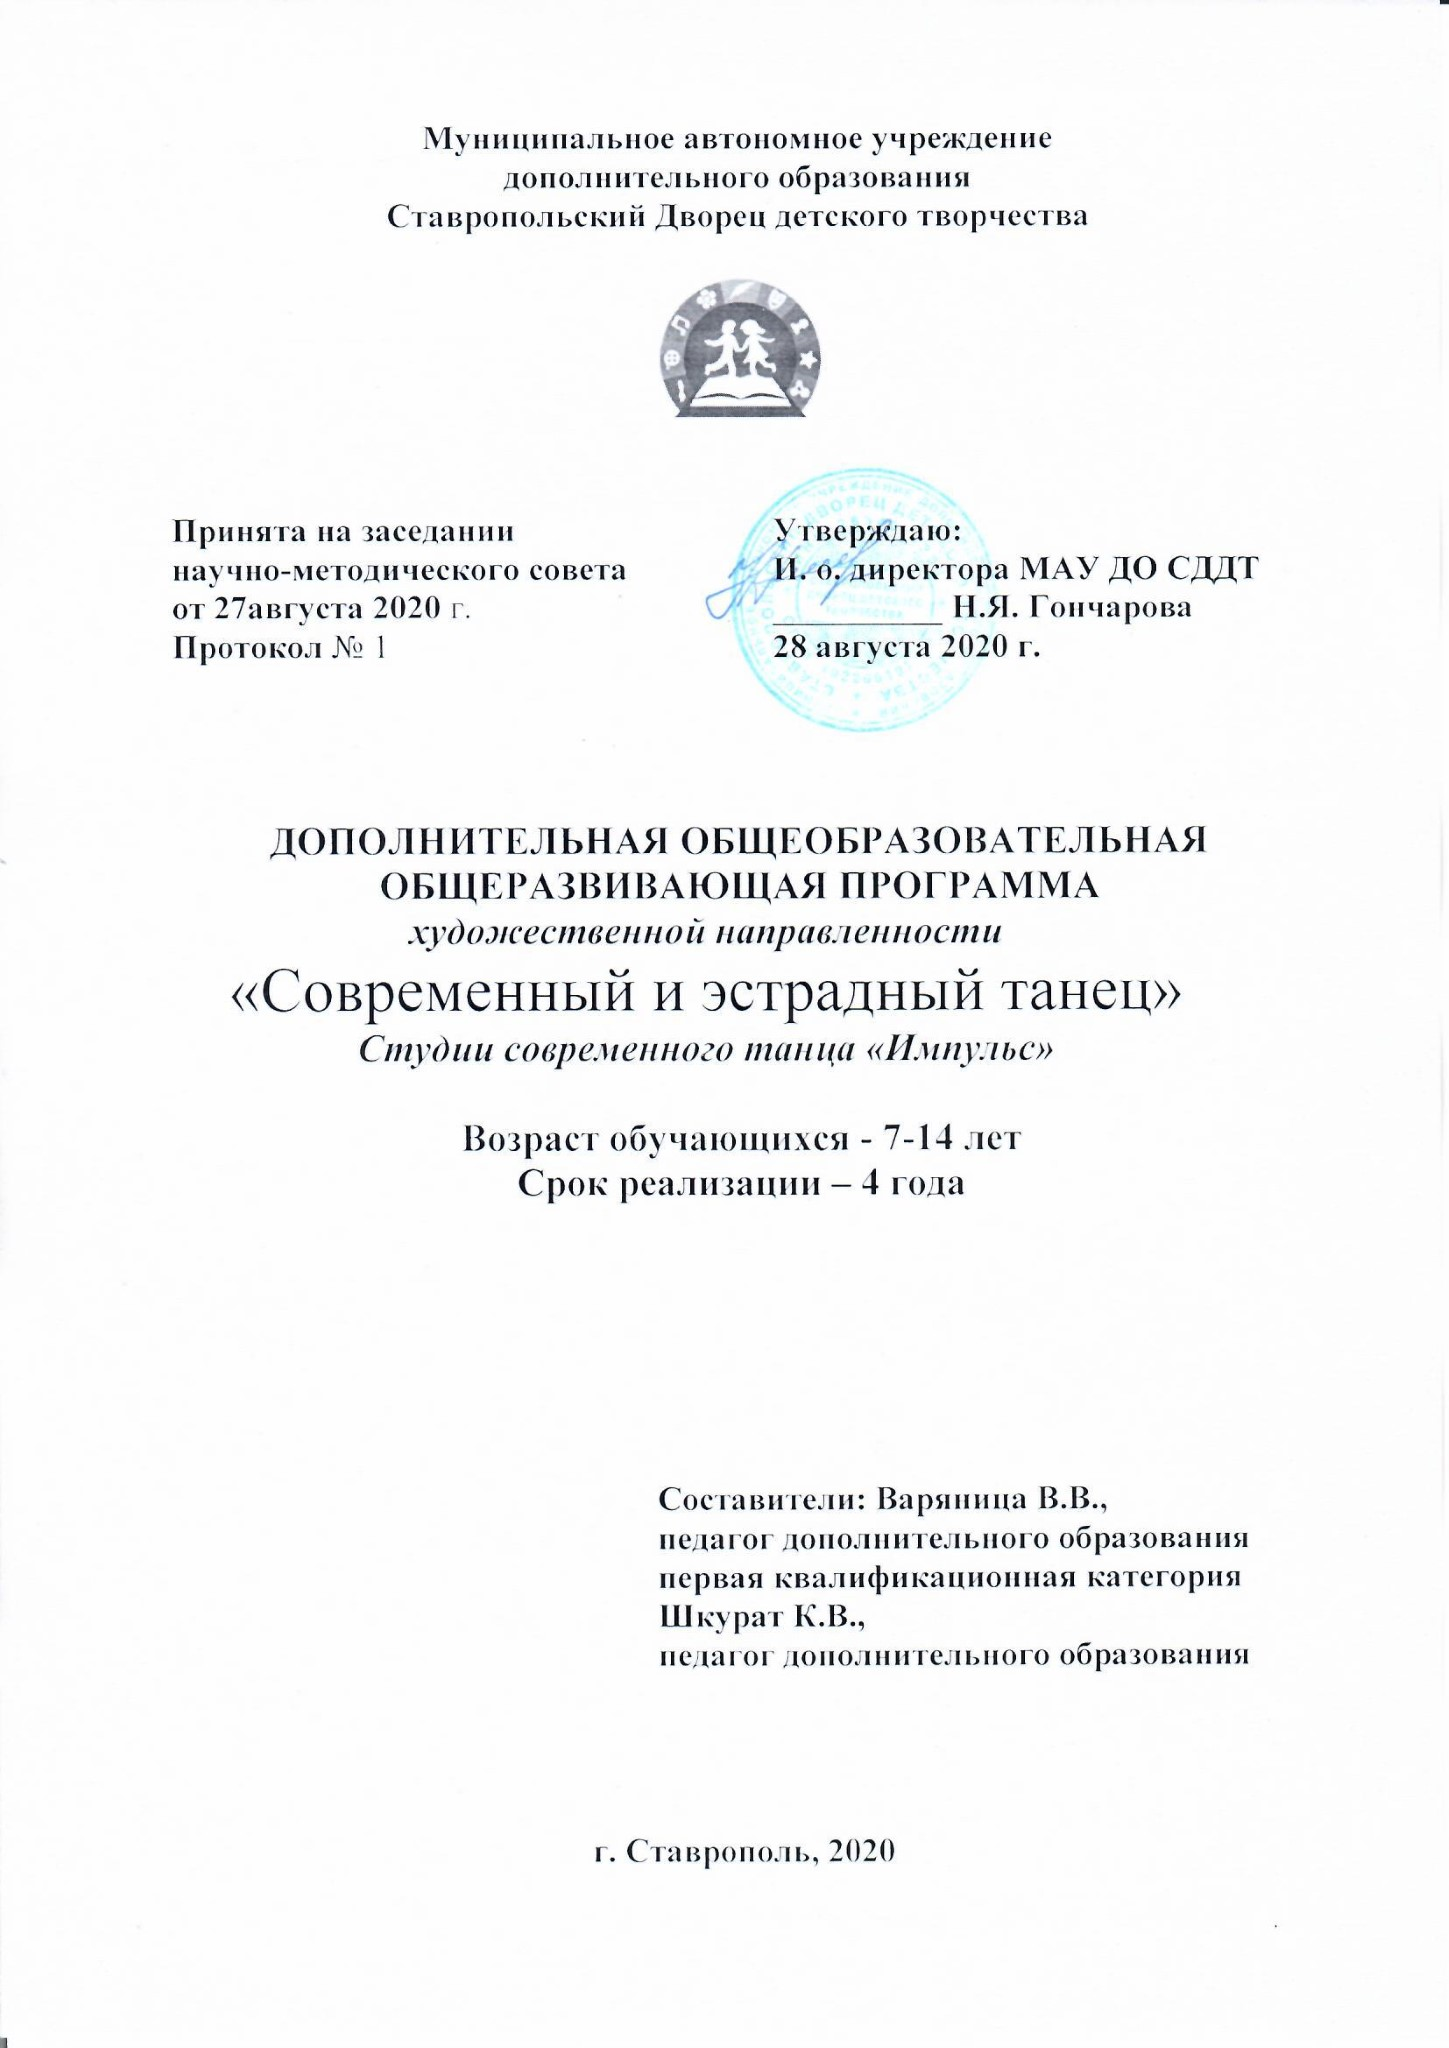 Муниципальное автономное учреждение
дополнительного образования
Ставропольский Дворец детского творчества
Принята на заседании
научно-методического совета
от 27августа 2020 г.
Протокол № 1
Утверждаю:
И. о. директора МАУ ДО СДДТ
__________ Н.Я. Гончарова
28 августа 2020 г.
ДОПОЛНИТЕЛЬНАЯ ОБЩЕОБРАЗОВАТЕЛЬНАЯ
ОБЩЕРАЗВИВАЮЩАЯ ПРОГРАММА
художественной направленности
«Современный и эстрадный танец»
Студии современного танца «Импульс»
Возраст обучающихся - 7-14 лет
Срок реализации – 4 года
Составители: Варяница В.В.,
педагог дополнительного образования
первая квалификационная категория
Шкурат К.В.,
педагог дополнительного образования
г. Ставрополь, 2020